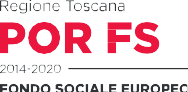 Regione Toscana
POR FS
2014-2020
FONDO SOCIALE EUROPEO